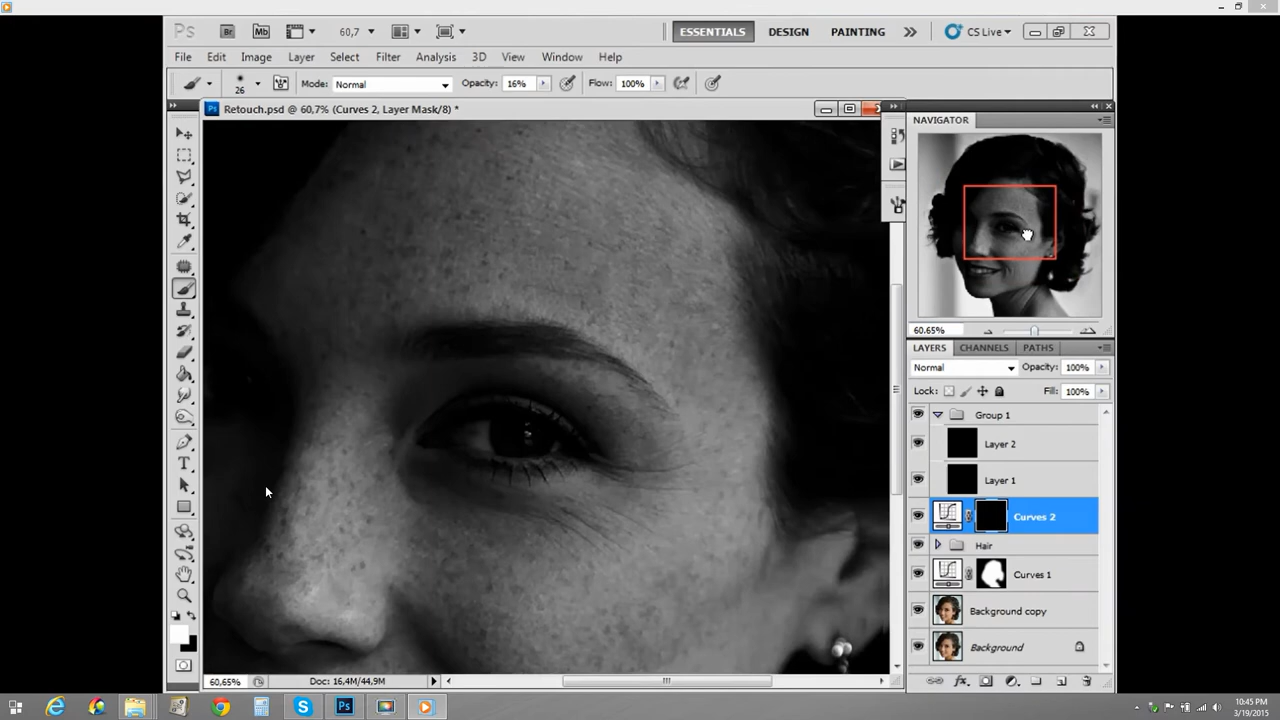 Ps Br Mb 60,7 ESSENTIALS DESIGN PAINTING CS Live
File Edit Image Layer Select Filter Analysis 3D View Window Help
26 Mode: Normal Opacity: 16% Flow: 100%
Ps Retouch.psd @ 60,7% (Curves 2, Layer Mask/8) *
NAVIGATOR
60.65%
LAYERS CHANNELS PATHS
Normal Opacity: 100%
Lock: Fill: 100%
Group 1
Layer 2
Layer 1
Curves 2
Hair
Curves 1
Background copy
Background
60,65% Doc: 16,4M/44,9M
fx
Ps
10:45 PM
3/19/2015